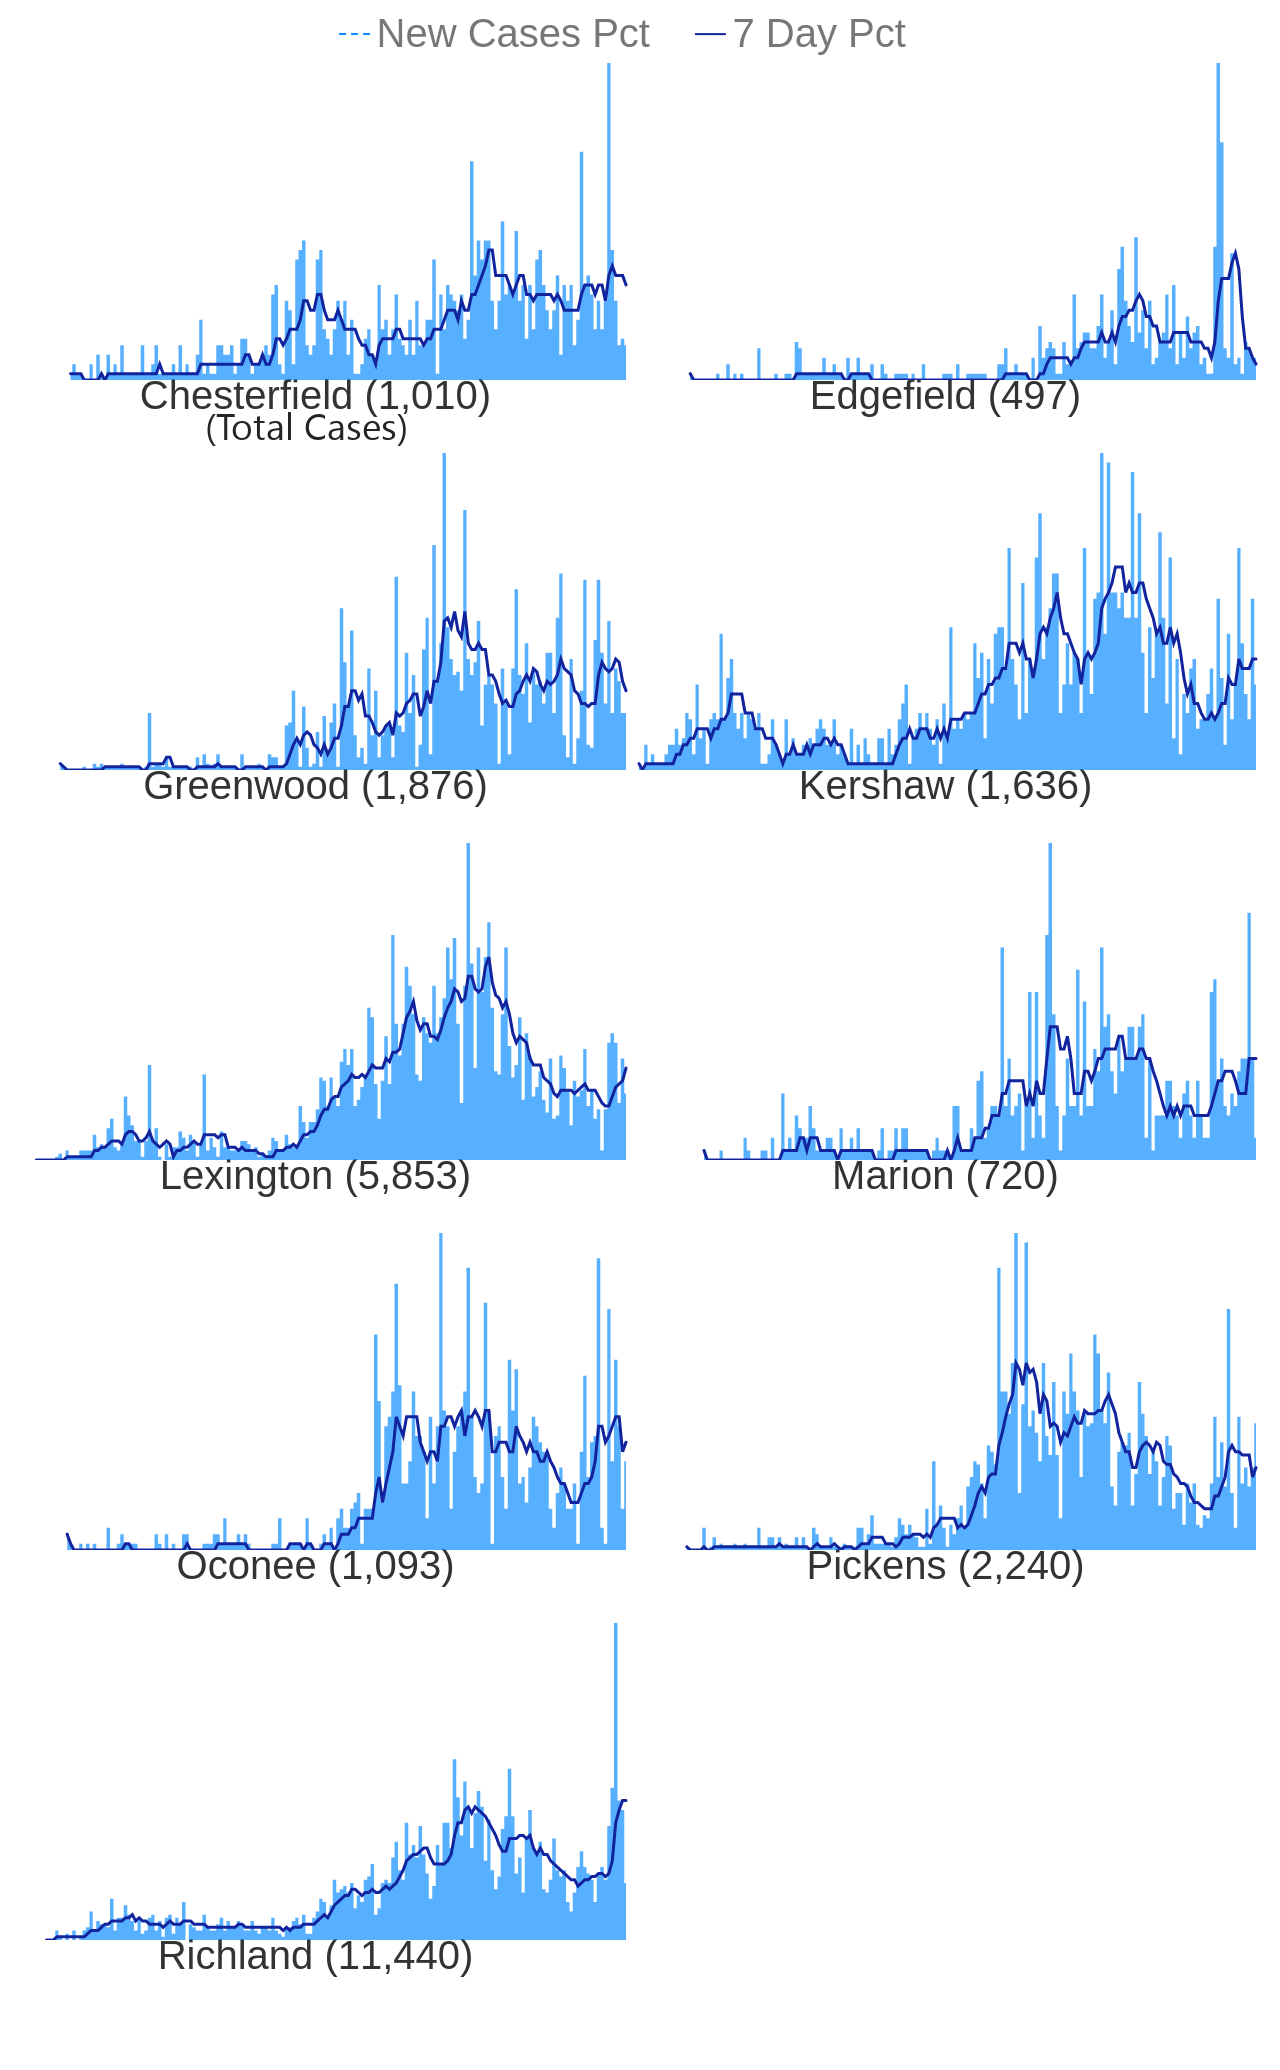 New Cases Pct 7 Day Pct
Chesterfield (1,010) Edgefield (497)
(Total Cases)
Greenwood (1,876) Kershaw (1,636)
Lexington (5,853) Marion (720)
Oconee (1,093) Pickens (2,240)
Richland (11,440)